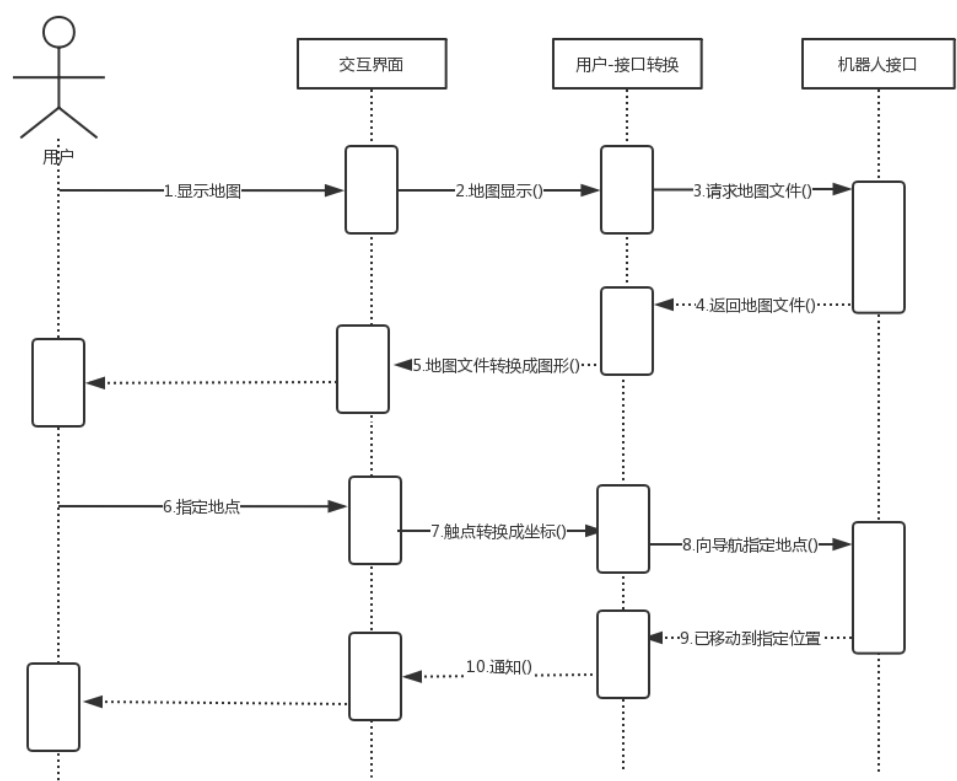 交互界面
用户-接口转换
机器人接口
用户
1.显示地图
2.地图显示()
3.请求地图文件()
4.返回地图文件()
5.地图文件转换成图形()
6.指定地点
7.触点转换成坐标()
8.向导航指定地点()
9.已移动到指定位置
10.通知()